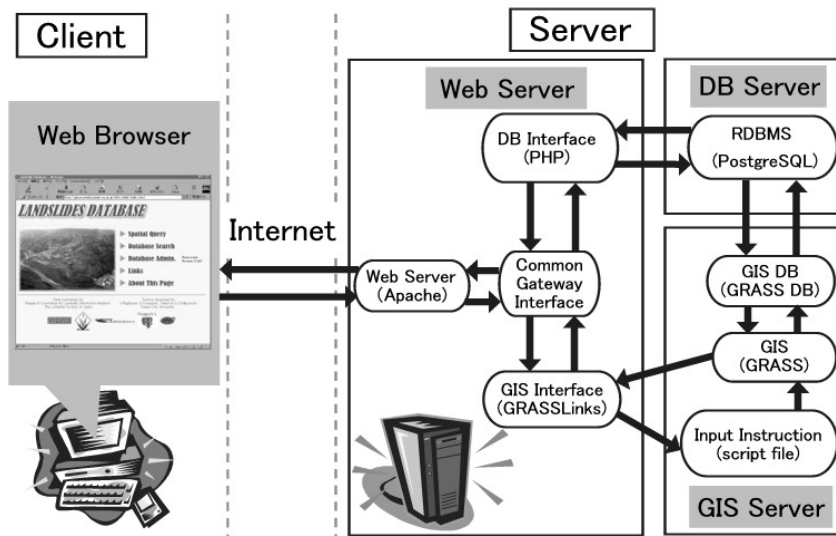 Client
Server
Web Browser
LANDSLIDES DATABASE
Spatial Query
Database Search
Database Admin.
Links
About This Page
Internet
Web Server
DB Interface
(PHP)
Web Server
(Apache)
Common
Gateway
Interface
GIS Interface
(GRASSLinks)
DB Server
RDBMS
(PostgreSQL)
GIS DB
(GRASS DB)
GIS
(GRASS)
Input Instruction
(script file)
GIS Server